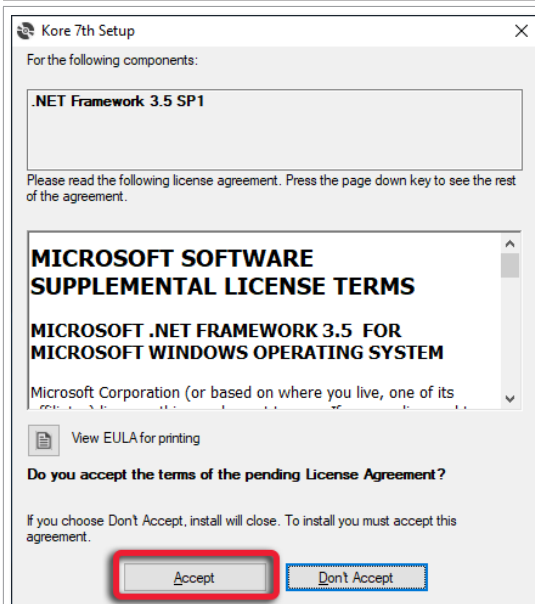 Kore 7th Setup
For the following components:
.NET Framework 3.5 SP1
Please read the following license agreement. Press the page down key to see the rest
of the agreement.
MICROSOFT SOFTWARE
SUPPLEMENTAL LICENSE TERMS
MICROSOFT .NET FRAMEWORK 3.5 FOR
MICROSOFT WINDOWS OPERATING SYSTEM
Microsoft Corporation (or based on where you live, one of its
View EULA for printing
Do you accept the terms of the pending License Agreement?
If you choose Don't Accept, install will close. To install you must accept this
agreement.
Accept
Don't Accept